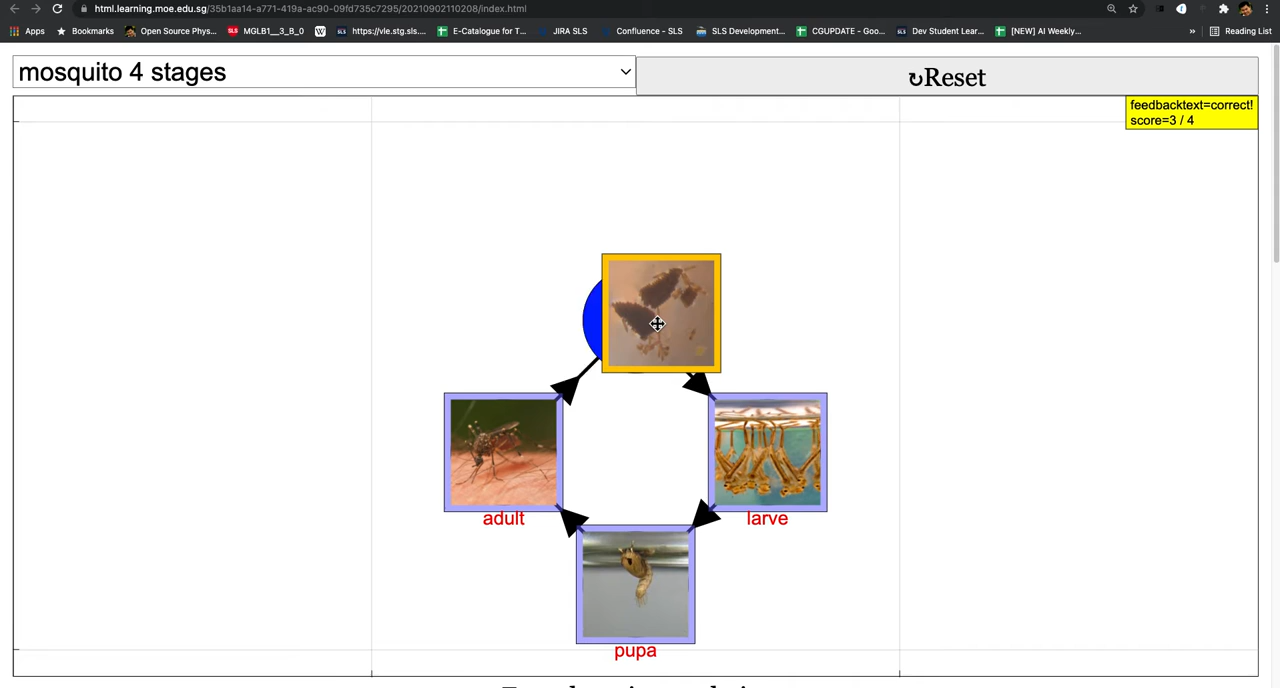 html.learning.moe.edu.sg/35b1aa14-a771-419a-ac90-09fd735c7295/20210902110208/index.html
Apps Bookmarks Open Source Phys... MGLB1__3_B_0 https://vle.stg.sls.... E-Catalogue for T... JIRA SLS Confluence - SLS SLS Development... CGUPDATE - Goo... Dev Student Lear... [NEW] AI Weekly... » Reading List
mosquito 4 stages
↻Reset
feedbacktext=correct!
score=3 / 4
adult
larve
pupa